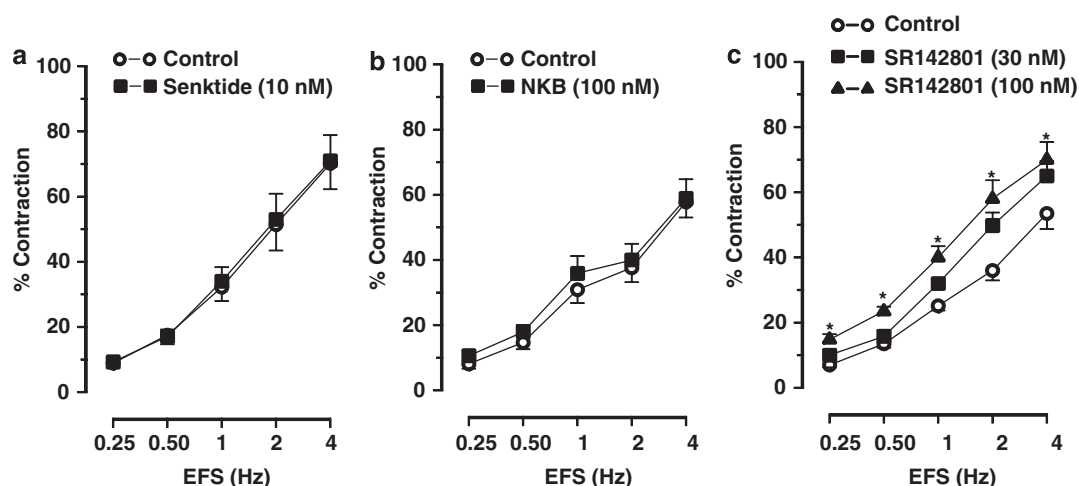 a
Control
Senktide (10 nM)
100
80
60
40
20
0
% Contraction
0.25 0.50 1 2 4
EFS (Hz)
b
Control
NKB (100 nM)
100
80
60
40
20
0
% Contraction
0.25 0.50 1 2 4
EFS (Hz)
c
Control
SR142801 (30 nM)
SR142801 (100 nM)
100
80
60
40
20
0
% Contraction
* * * * *
0.25 0.50 1 2 4
EFS (Hz)